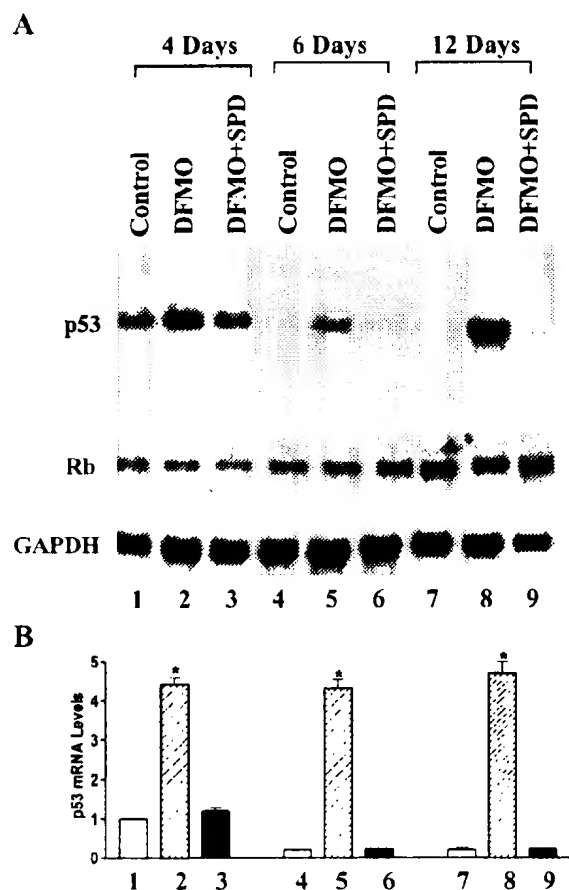 A
4 Days 6 Days 12 Days
Control DFMO DFMO+SPD Control DFMO DFMO+SPD Control DFMO DFMO+SPD
p53
Rb
GAPDH
1 2 3 4 5 6 7 8 9
B
5
4
3
2
1
0
p53 mRNA Levels
* * *
1 2 3 4 5 6 7 8 9